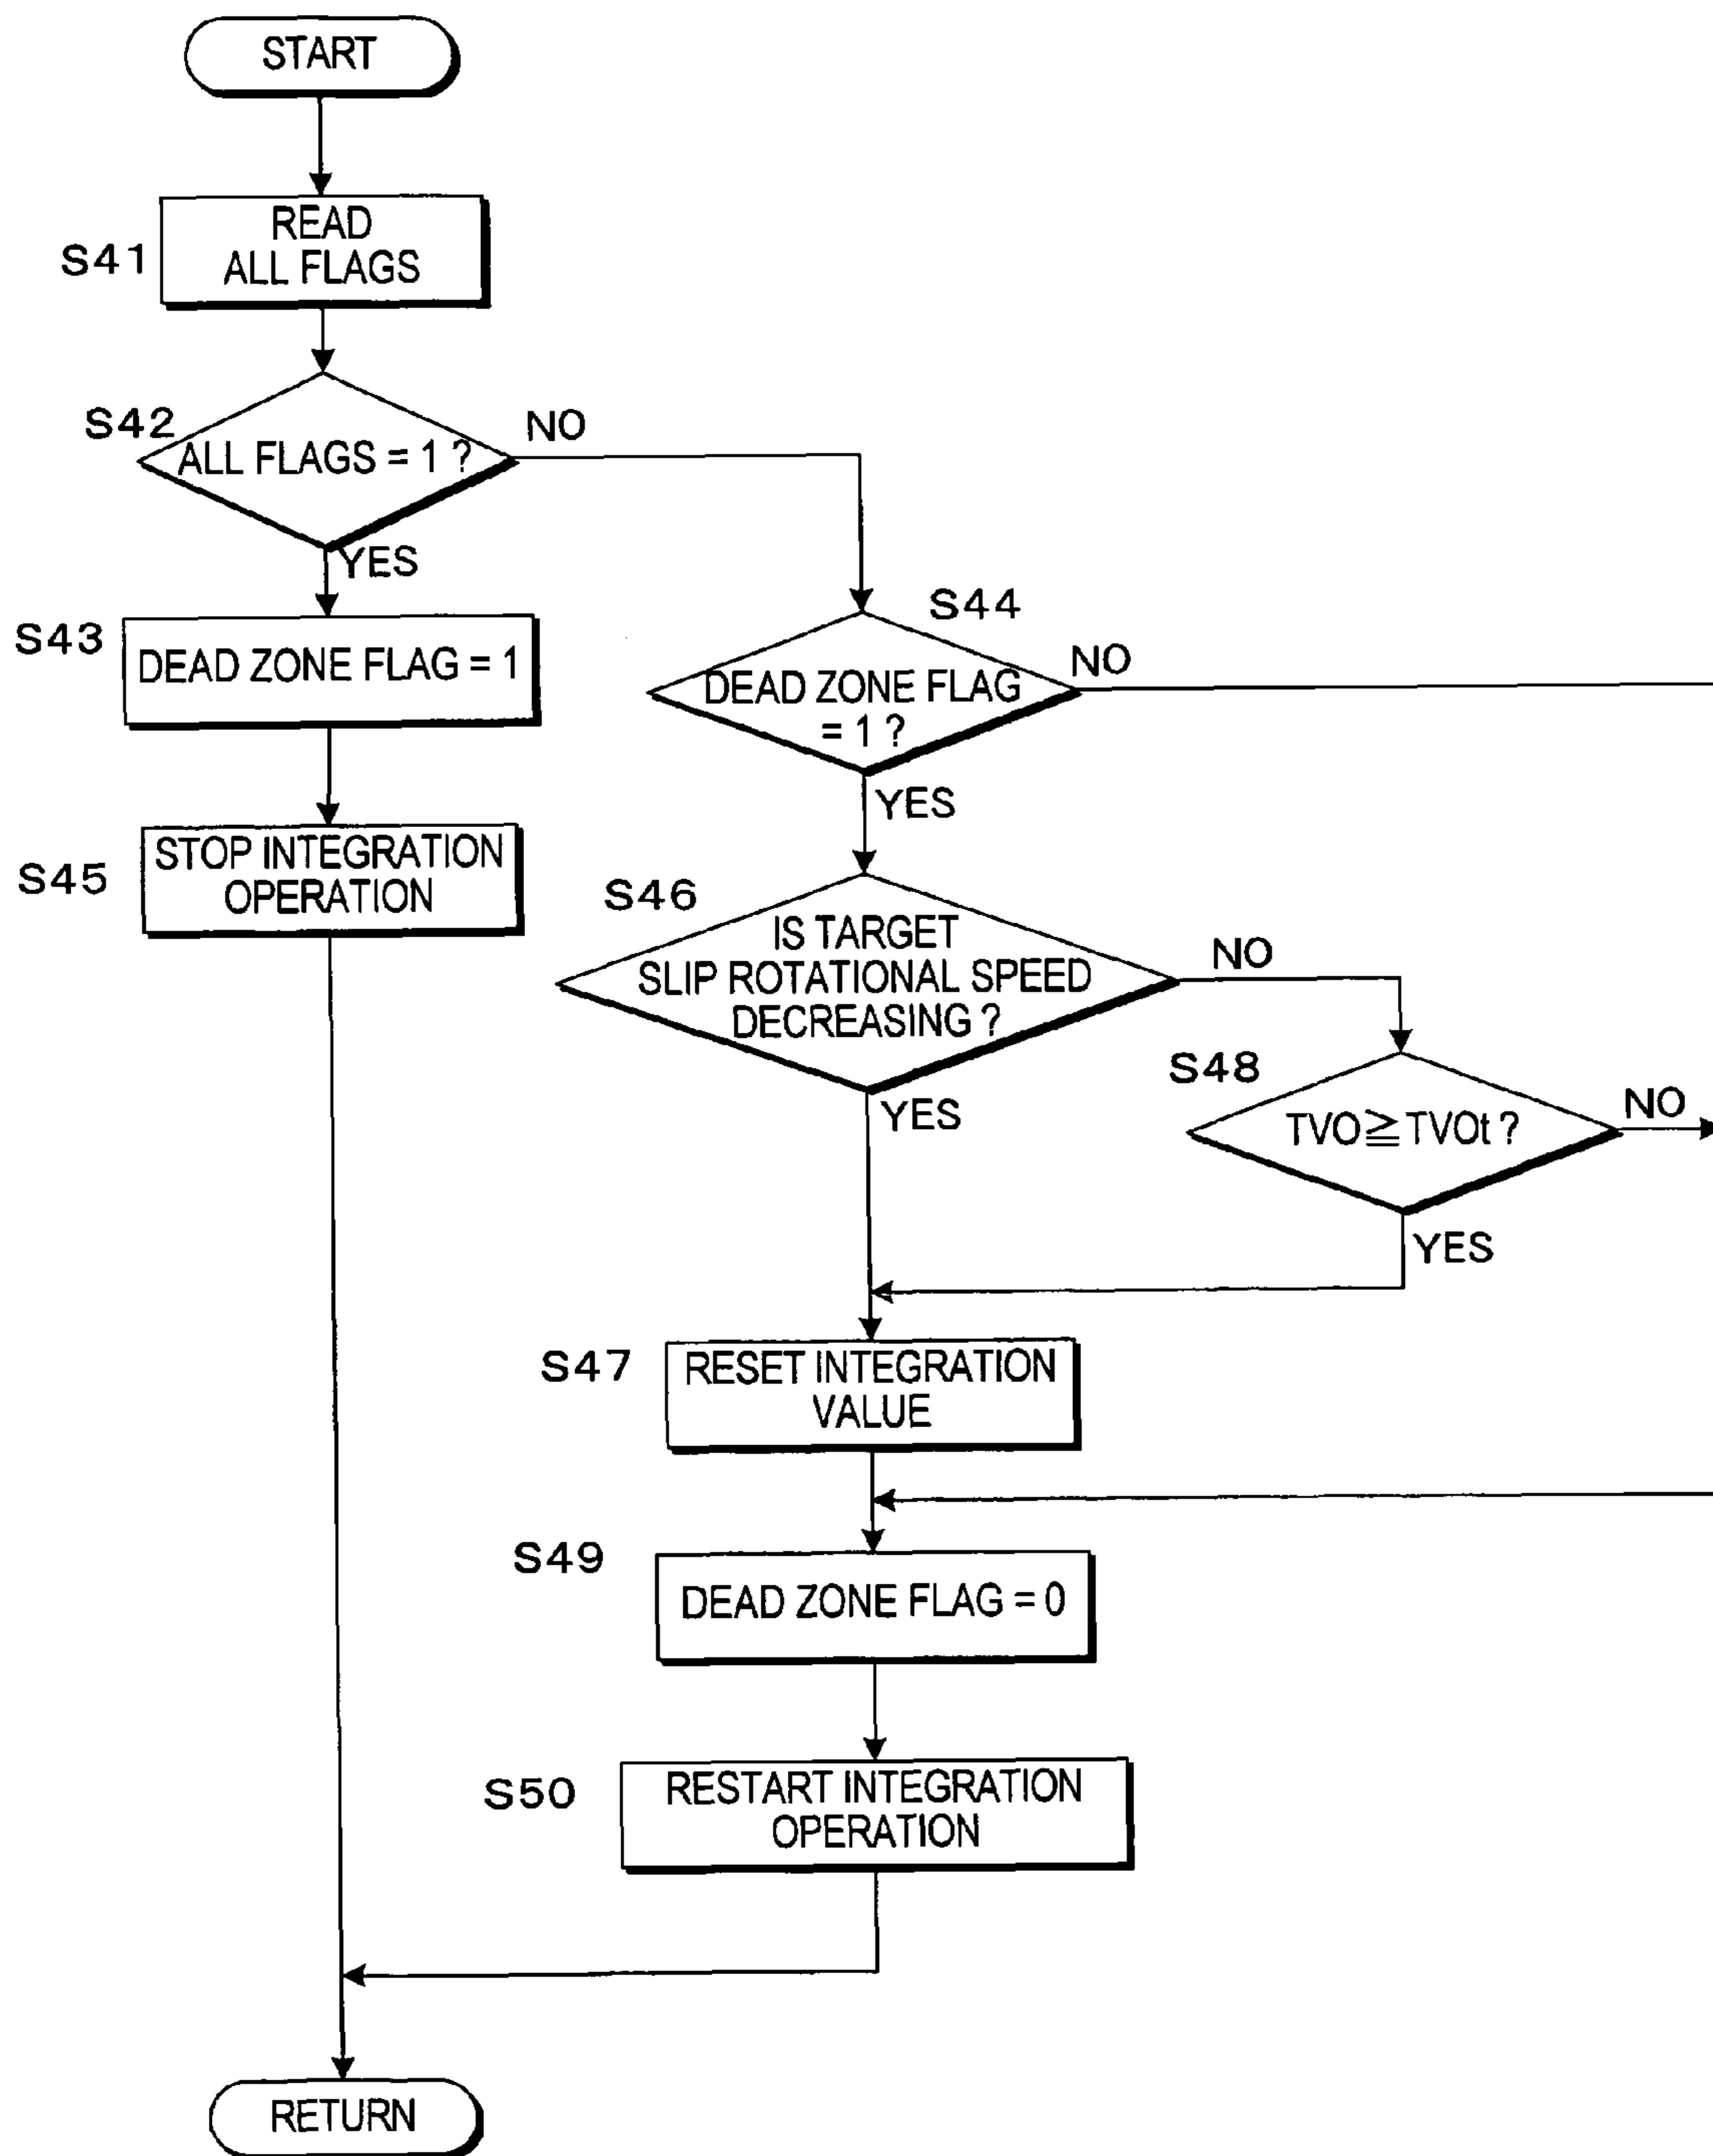 START
S41
READ
ALL FLAGS
S42
ALL FLAGS = 1 ?
NO
YES
S43
DEAD ZONE FLAG = 1
S44
DEAD ZONE FLAG
= 1 ?
NO
YES
S45
STOP INTEGRATION
OPERATION
S46
IS TARGET
SLIP ROTATIONAL SPEED
DECREASING ?
NO
YES
S48
TVO ≧ TVOt ?
NO
YES
S47
RESET INTEGRATION
VALUE
S49
DEAD ZONE FLAG = 0
S50
RESTART INTEGRATION
OPERATION
RETURN